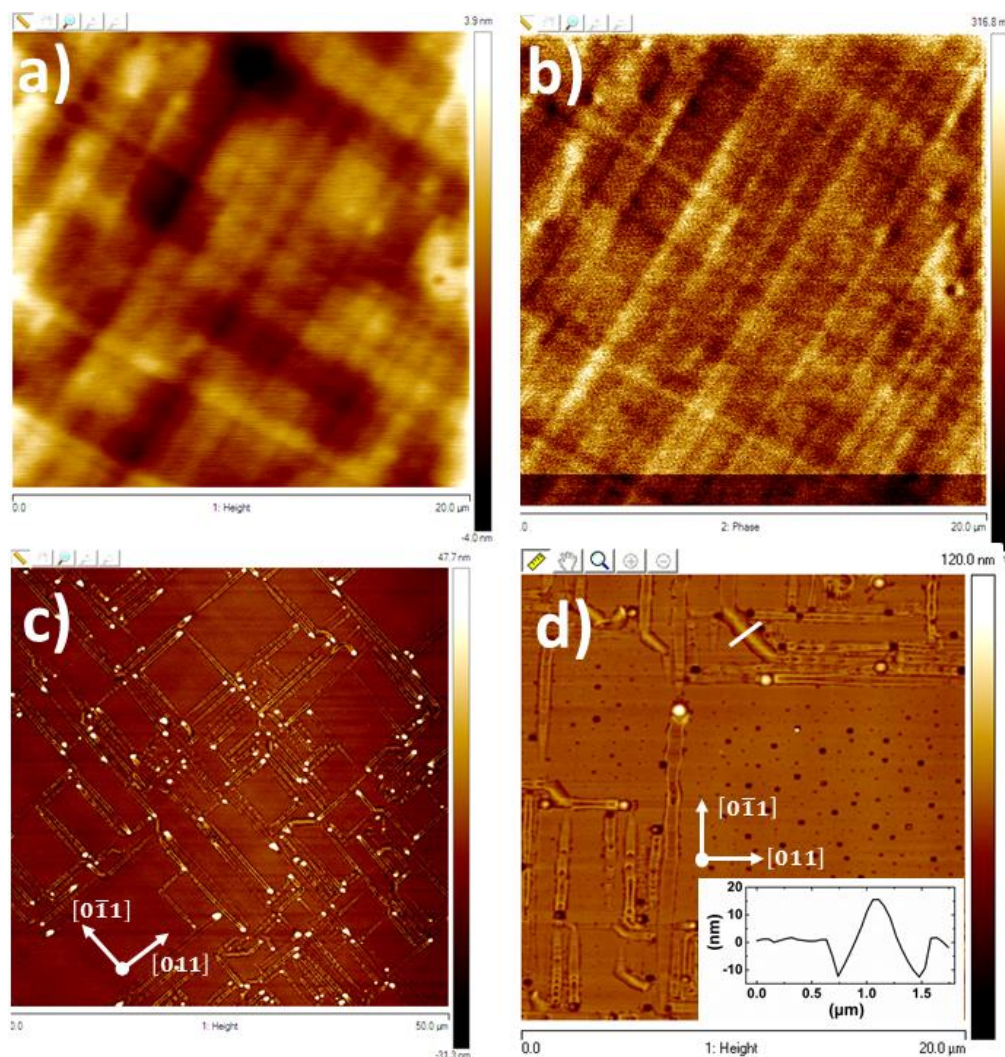 3.9 nm
a)
-4.0 nm
0.0 20.0 µm
1: Height
316.8 m
b)
.0 20.0 µm
2: Phase
47.7 nm
c)
[01̅1]
[011]
0.0 50.0 µm
1: Height
-31.3 nm
120.0 nm
d)
[01̅1]
[011]
20
10
0
-10
(nm)
0.0 0.5 1.0 1.5
(µm)
0.0 1: Height 20.0 µm